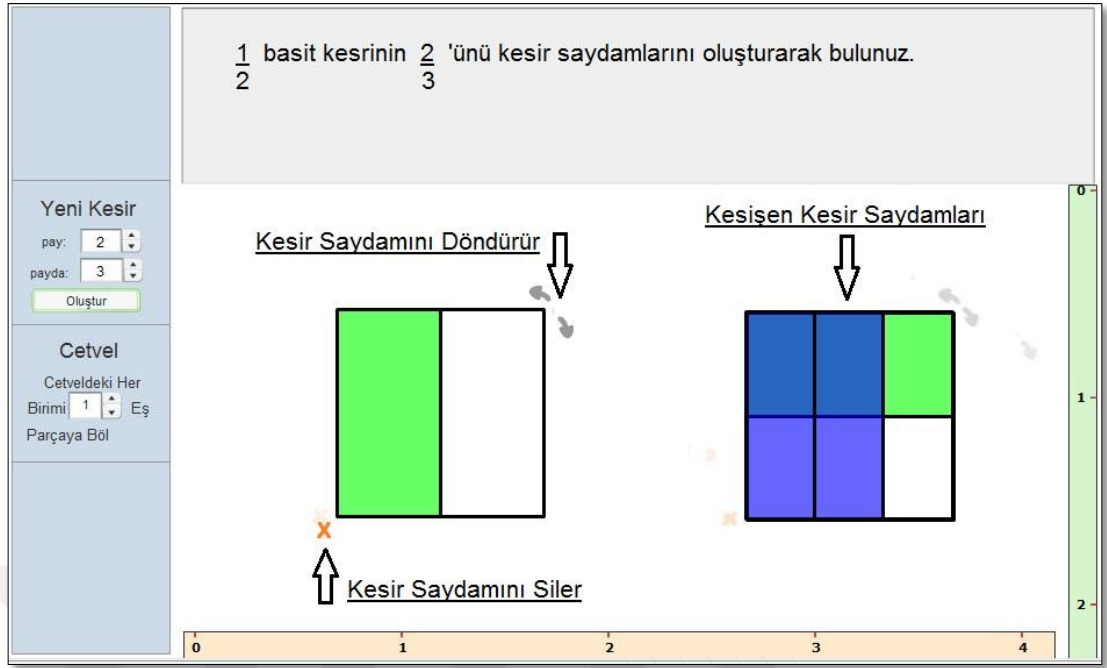 1 basit kesrinin 2 'ünü kesir saydamlarını oluşturarak bulunuz.
2 3
Yeni Kesir
pay: 2
payda: 3
Oluştur
Cetvel
Cetveldeki Her
Birimi 1 Eş
Parçaya Böl
Kesir Saydamını Döndürür
Kesişen Kesir Saydamları
x
Kesir Saydamını Siler
0 1 2 3 4
0
1
2